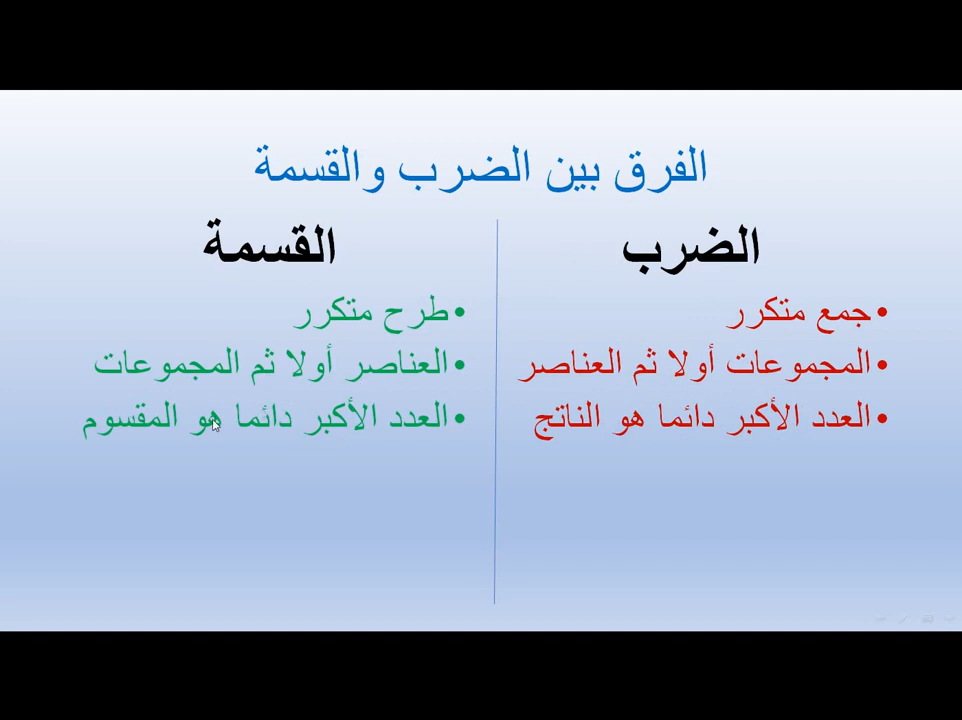 الفرق بين الضرب والقسمة
الضرب
•جمع متكرر
•المجموعات أولا ثم العناصر
•العدد الأكبر دائما هو الناتج
القسمة
•طرح متكرر
•العناصر أولا ثم المجموعات
•العدد الأكبر دائما هو المقسوم